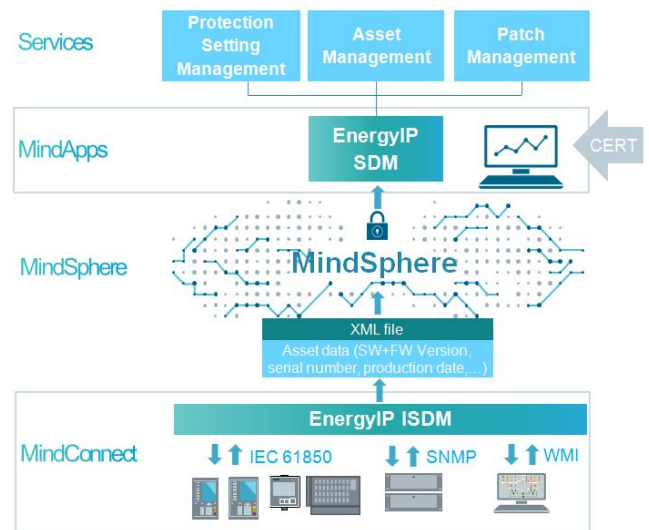 Services
Protection
Setting
Management
Asset
Management
Patch
Management
MindApps
EnergyIP
SDM
CERT
MindSphere
MindSphere
XML file
Asset data (SW+FW Version,
serial number, production date,...)
EnergyIP ISDM
MindConnect
IEC 61850
SNMP
WMI